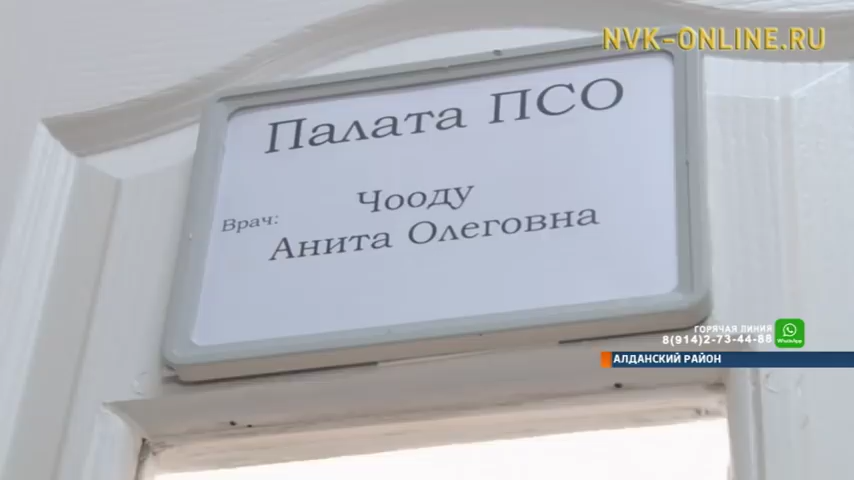 NVK-ONLINE.RU
Палата ПСО
Врач:
Чооду
Анита Олеговна
ГОРЯЧАЯ ЛИНИЯ
8(914)2-73-44-88
WhatsApp
АЛДАНСКИЙ РАЙОН